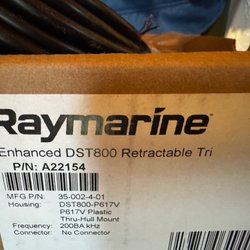 Raymarine
Enhanced DST800 Retractable Tri
P/N: A22154
MFG P/N: 35-002-4-01
Housing: DST800-P617V
P617V Plastic
Thru-Hull Mount
Frequency: 200BA kHz
Connector: No Connector